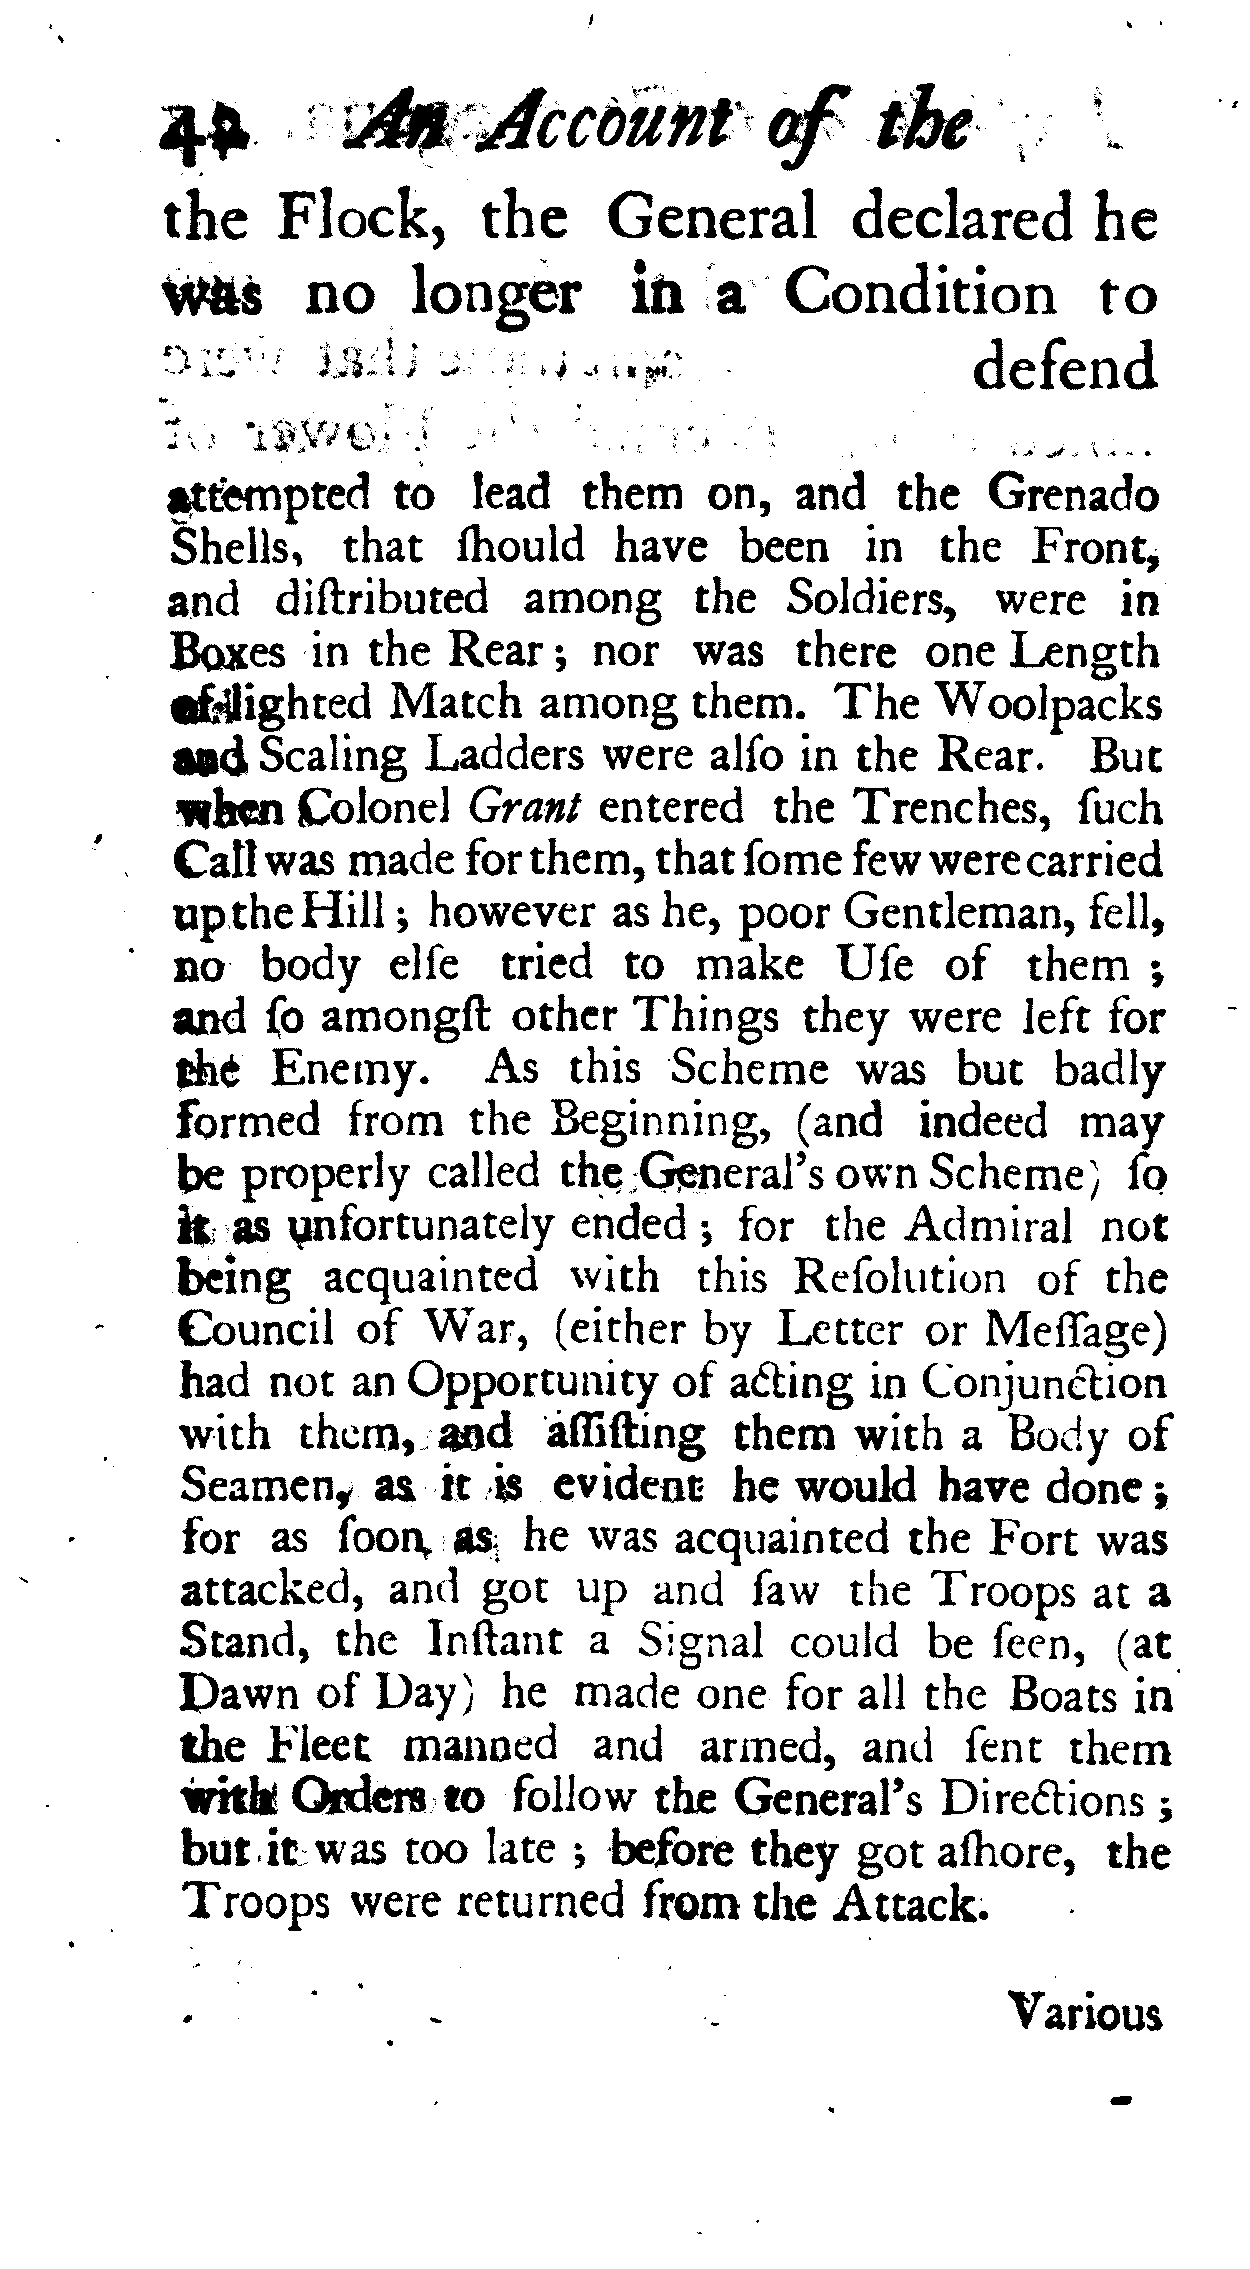 42 An Account of the
the Flock, the General declared he
was no longer in a Condition to
defend
attempted to lead them on, and the Grenado
Shells, that ſhould have been in the Front,
and diſtributed among the Soldiers, were in
Boxes in the Rear; nor was there one Length
of lighted Match among them. The Woolpacks
and Scaling Ladders were alſo in the Rear. But
when Colonel Grant entered the Trenches, ſuch
Call was made for them, that ſome few were carried
up the Hill; however as he, poor Gentleman, fell,
no body elſe tried to make Uſe of them;
and ſo amongſt other Things they were left for
the Enemy. As this Scheme was but badly
formed from the Beginning, (and indeed may
be properly called the General's own Scheme) ſo
it as unfortunately ended; for the Admiral not
being acquainted with this Reſolution of the
Council of War, (either by Letter or Meſſage)
had not an Opportunity of acting in Conjunction
with them, and aſſiſting them with a Body of
Seamen, as it is evident he would have done;
for as ſoon as he was acquainted the Fort was
attacked, and got up and ſaw the Troops at a
Stand, the Inſtant a Signal could be ſeen, (at
Dawn of Day) he made one for all the Boats in
the Fleet manned and armed, and ſent them
with Orders to follow the General's Directions;
but it was too late; before they got aſhore, the
Troops were returned from the Attack.
Various